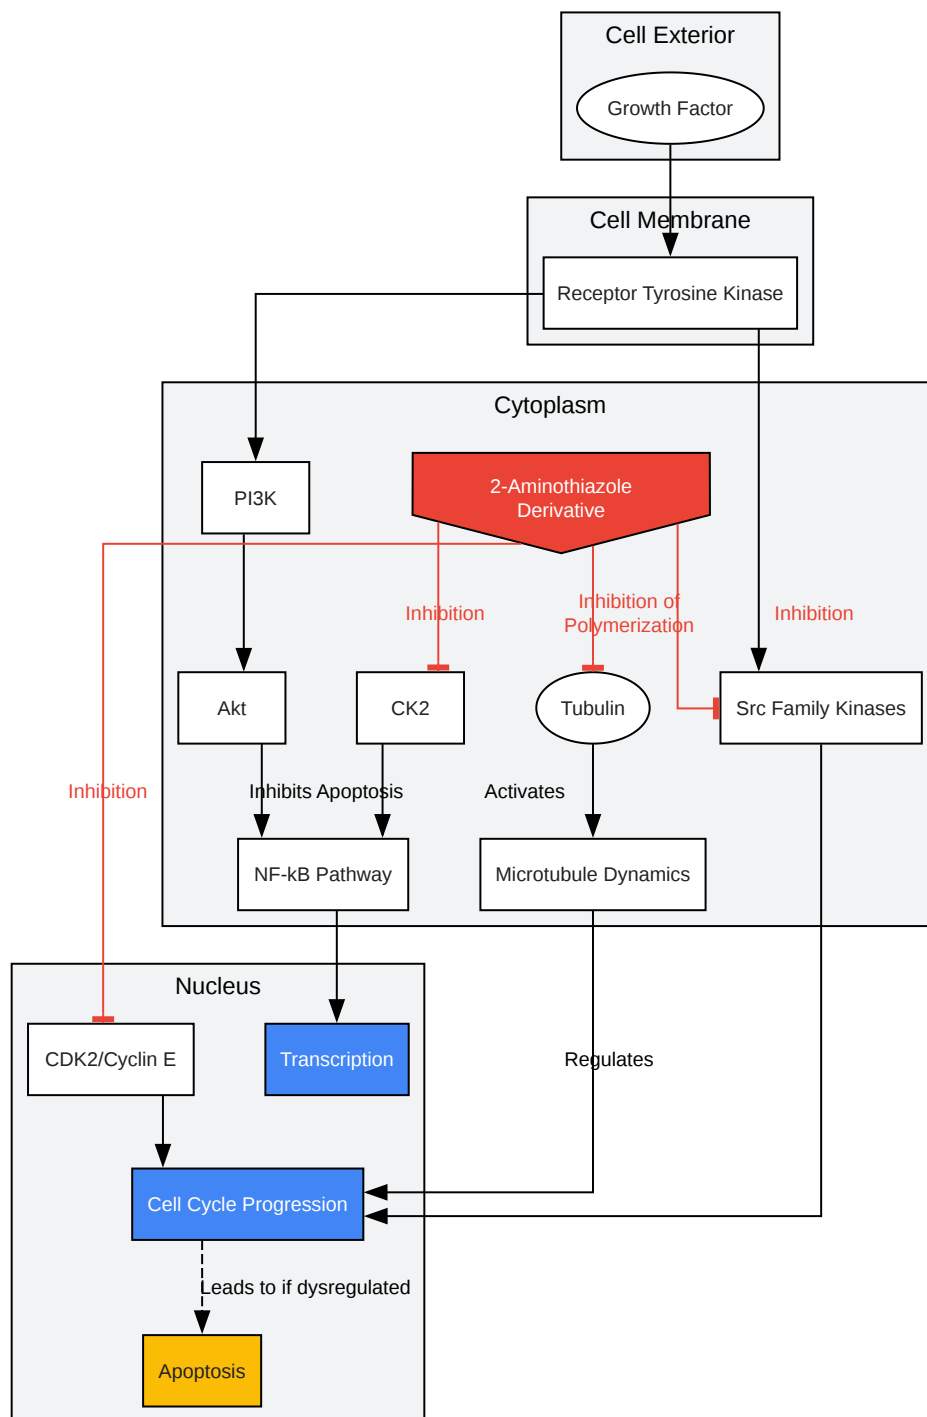 Cell Exterior
Growth Factor
Cell Membrane
Receptor Tyrosine Kinase
Cytoplasm
2-Aminothiazole
Derivative
PI3K
Inhibition
Inhibition of
Polymerization
Inhibition
Akt
CK2
Tubulin
Src Family Kinases
Inhibition
Inhibits Apoptosis
Activates
NF-kB Pathway
Microtubule Dynamics
Nucleus
CDK2/Cyclin E
Transcription
Regulates
Cell Cycle Progression
Leads to if dysregulated
Apoptosis